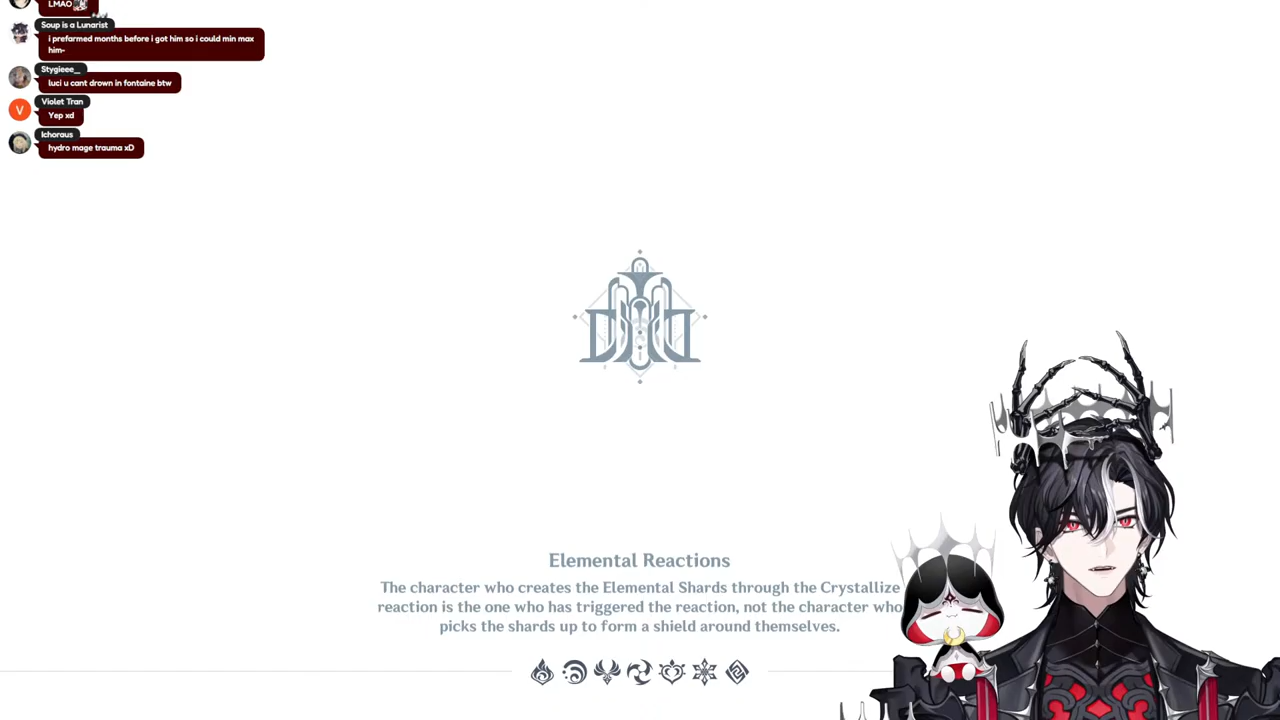 LMAO
Soup is a Lunarist
i prefarmed months before i got him so i could min max
him-
Stygieee_
luci u cant drown in fontaine btw
Violet Tran
V
Yep xd
Ichoraus
hydro mage trauma xD
Elemental Reactions
The character who creates the Elemental Shards through the Crystallize
reaction is the one who has triggered the reaction, not the character who
picks the shards up to form a shield around themselves.